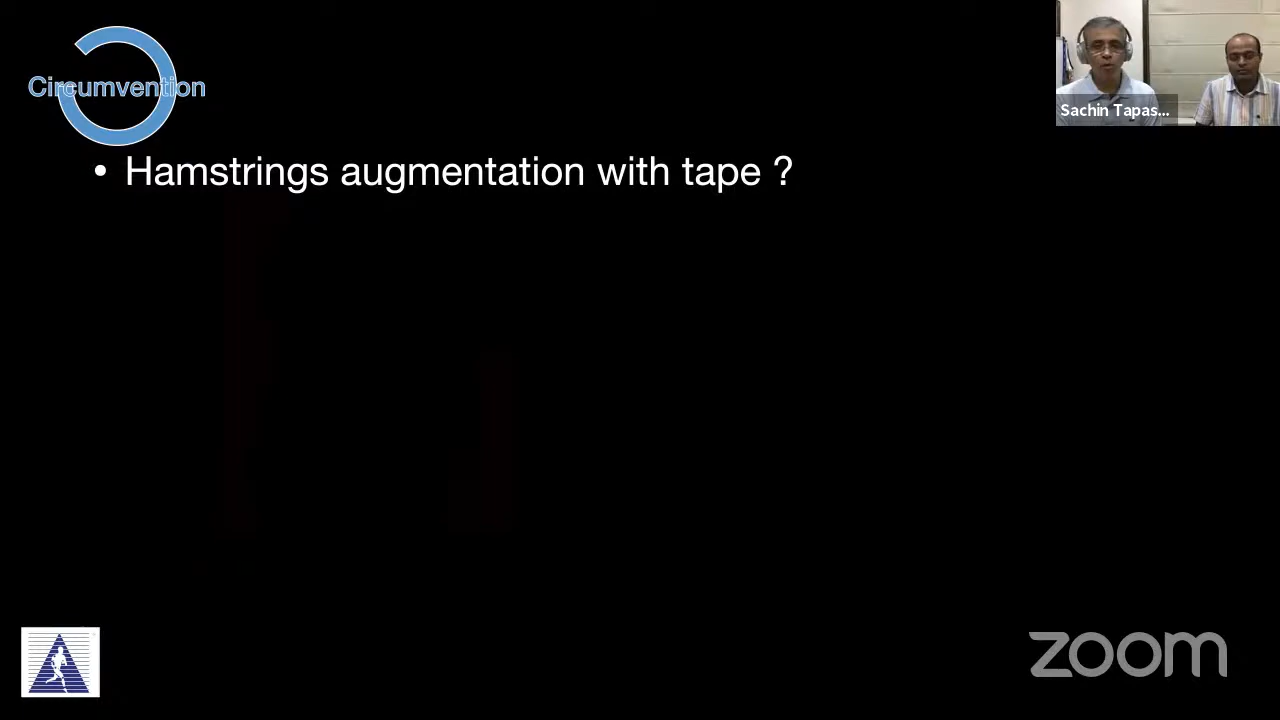 Circumvention
Sachin Tapas...
• Hamstrings augmentation with tape ?
zoom